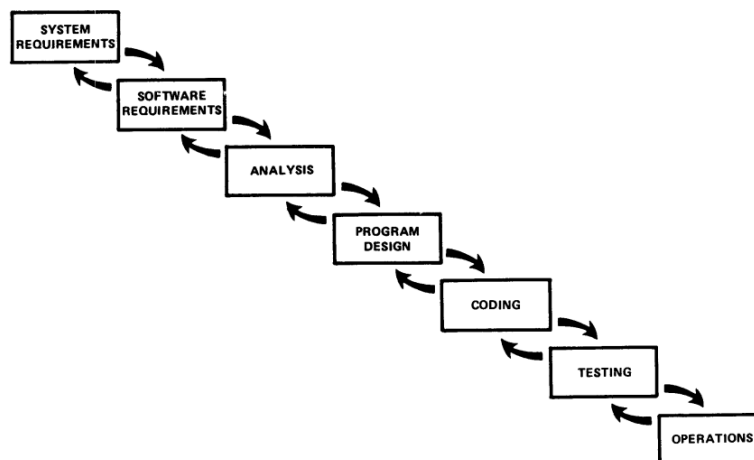 SYSTEM
REQUIREMENTS
SOFTWARE
REQUIREMENTS
ANALYSIS
PROGRAM
DESIGN
CODING
TESTING
OPERATIONS